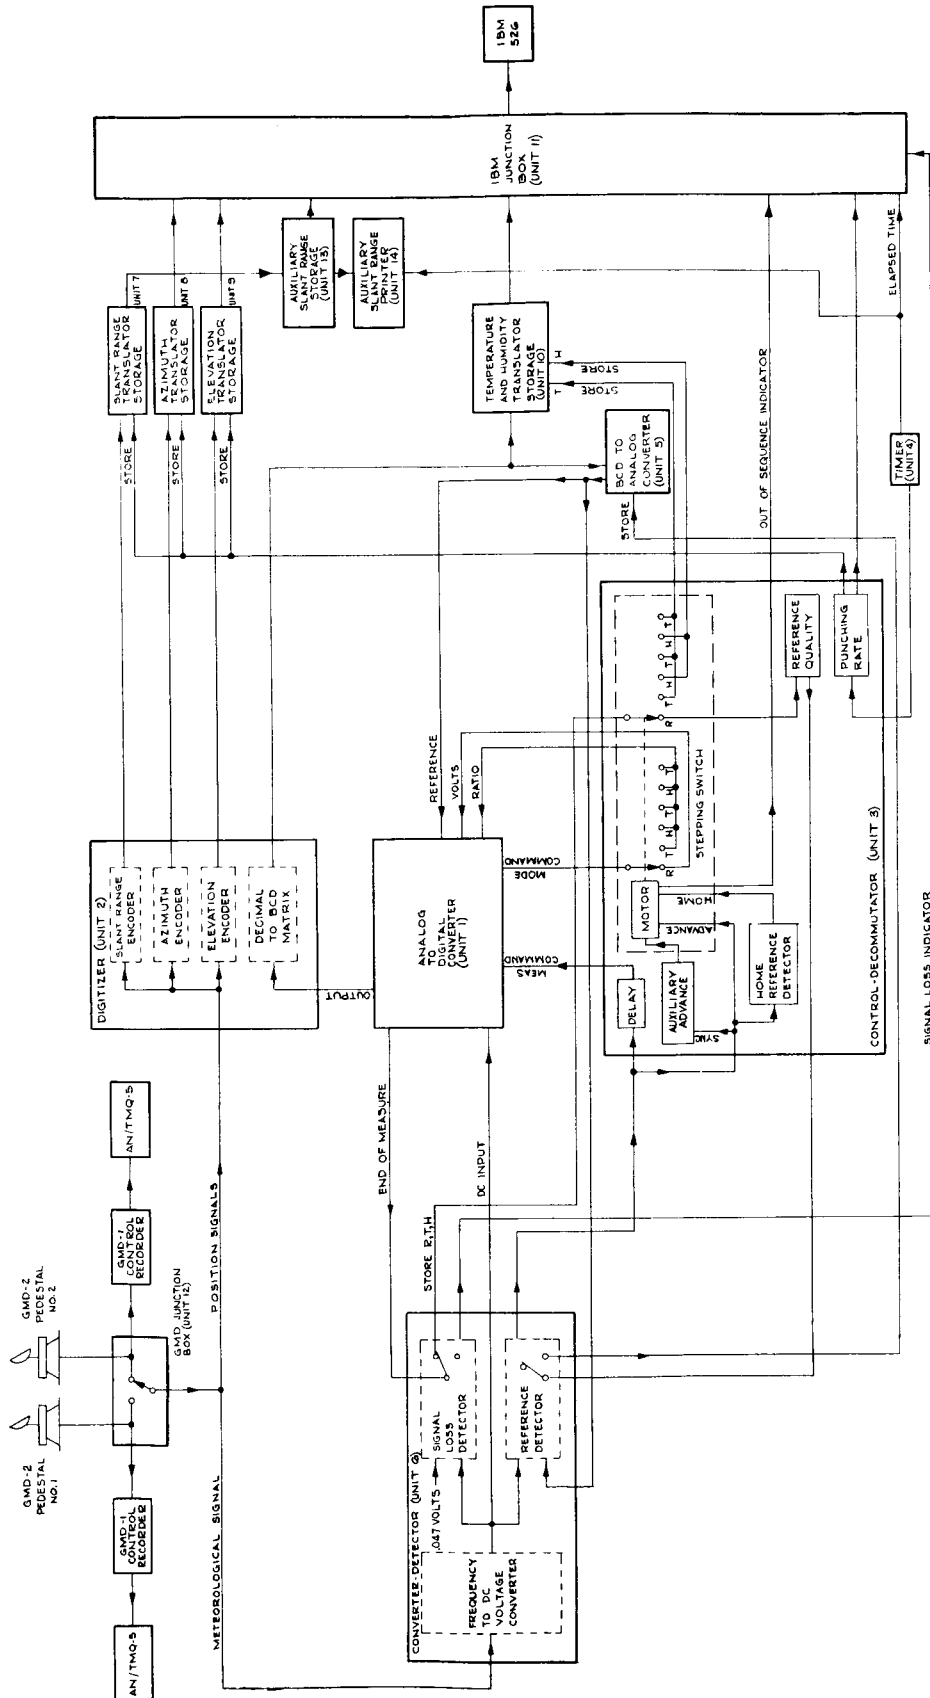 IBM
526
IBM
JUNCTION
BOX
(UNIT 11)
ELAPSED TIME
UNIT 7
UNIT 8
UNIT 9
SLANT RANGE
TRANSLATOR
STORAGE
AZIMUTH
TRANSLATOR
STORAGE
ELEVATION
TRANSLATOR
STORAGE
AUXILIARY
SLANT RANGE
STORAGE
(UNIT 13)
AUXILIARY
SLANT RANGE
PRINTER
(UNIT 14)
TEMPERATURE
AND HUMIDITY
TRANSLATOR
STORAGE
(UNIT 10)
STORE
T
STORE
H
STORE
STORE
STORE
BCD TO
ANALOG
CONVERTER
(UNIT 5)
STORE
OUT OF SEQUENCE INDICATOR
TIMER
(UNIT 4)
DIGITIZER (UNIT 2)
SLANT RANGE
ENCODER
AZIMUTH
ENCODER
ELEVATION
ENCODER
DECIMAL
TO BCD
MATRIX
OUTPUT
REFERENCE
VOLTS
RATIO
ANALOG
TO
DIGITAL
CONVERTER
(UNIT 1)
MODE
COMMAND
MEAS
COMMAND
R T H T H T
R T H T H T
STEPPING SWITCH
MOTOR
HOME
ADVANCE
DELAY
AUXILIARY
ADVANCE
SYNC
HOME
REFERENCE
DETECTOR
REFERENCE
QUALITY
PUNCHING
RATE
CONTROL-DECOMMUTATOR (UNIT 3)
SIGNAL LOSS INDICATOR
END OF MEASURE
DC INPUT
STORE R,T,H
AN/TMQ-5
GMD-1
CONTROL
RECORDER
GMD-2
PEDESTAL
NO. 2
GMD JUNCTION
BOX (UNIT 12)
POSITION SIGNALS
GMD-2
PEDESTAL
NO. 1
GMD-1
CONTROL
RECORDER
AN/TMQ-5
METEOROLOGICAL SIGNAL
CONVERTER-DETECTOR (UNIT 6)
.047 VOLTS
SIGNAL
LOSS
DETECTOR
REFERENCE
DETECTOR
FREQUENCY
TO DC
VOLTAGE
CONVERTER